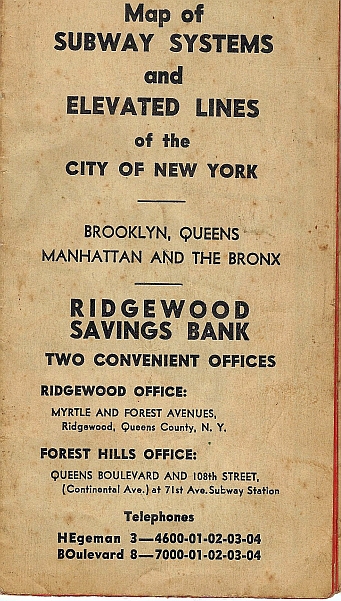 Map of
SUBWAY SYSTEMS
and
ELEVATED LINES
of the
CITY OF NEW YORK
BROOKLYN, QUEENS
MANHATTAN AND THE BRONX
RIDGEWOOD
SAVINGS BANK
TWO CONVENIENT OFFICES
RIDGEWOOD OFFICE:
MYRTLE AND FOREST AVENUES,
Ridgewood, Queens County, N. Y.
FOREST HILLS OFFICE:
QUEENS BOULEVARD AND 108th STREET,
(Continental Ave.) at 71st Ave. Subway Station
Telephones
HEgeman 3—4600-01-02-03-04
BOulevard 8—7000-01-02-03-04